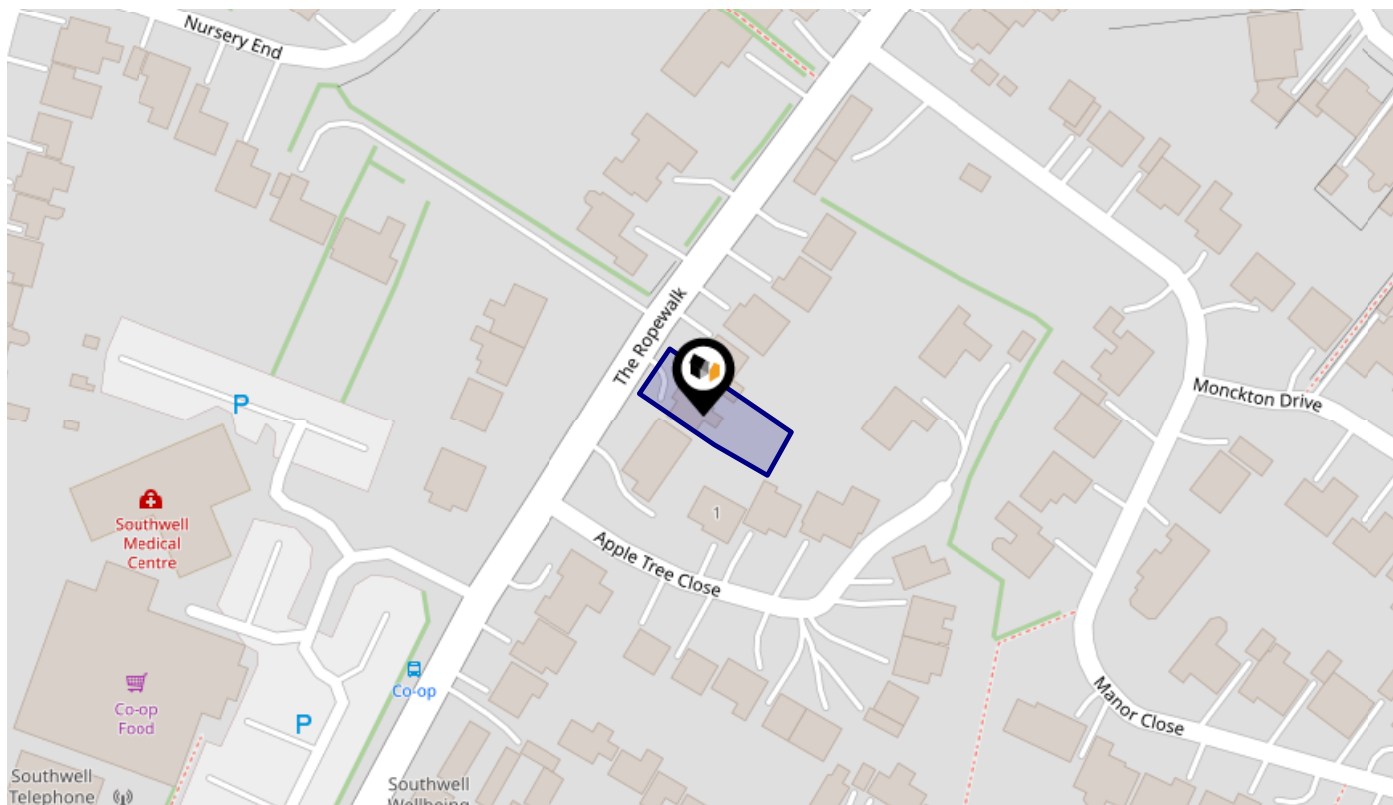 Nursery End
The Ropewalk
Monckton Drive
P
Southwell
Medical
Centre
1
Apple Tree Close
Co-op
Co-op
Food
P
Manor Close
Southwell
Telephone
Southwell
Wellbeing